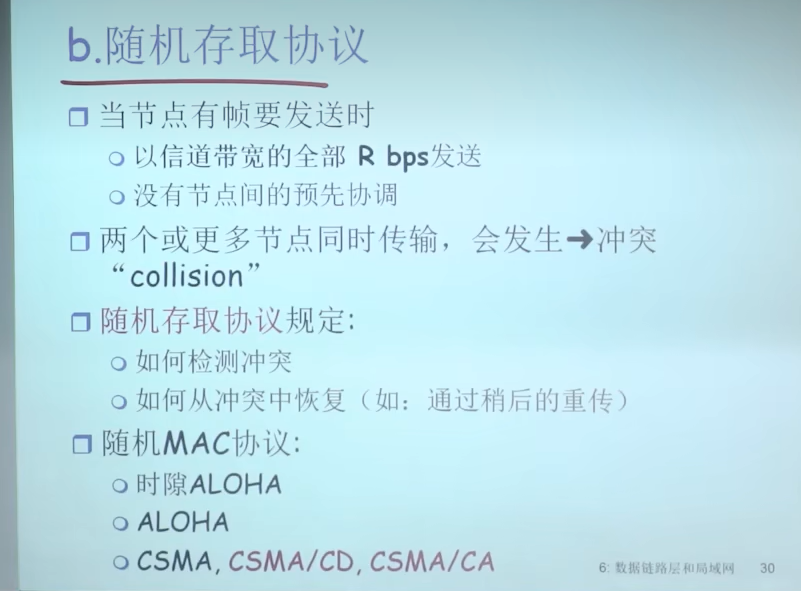 b.随机存取协议
当节点有帧要发送时
以信道带宽的全部 R bps发送
没有节点间的预先协调
两个或更多节点同时传输，会发生➜冲突
“collision”
随机存取协议规定:
如何检测冲突
如何从冲突中恢复（如：通过稍后的重传）
随机MAC协议:
时隙ALOHA
ALOHA
CSMA, CSMA/CD, CSMA/CA
6: 数据链路层和局域网 30